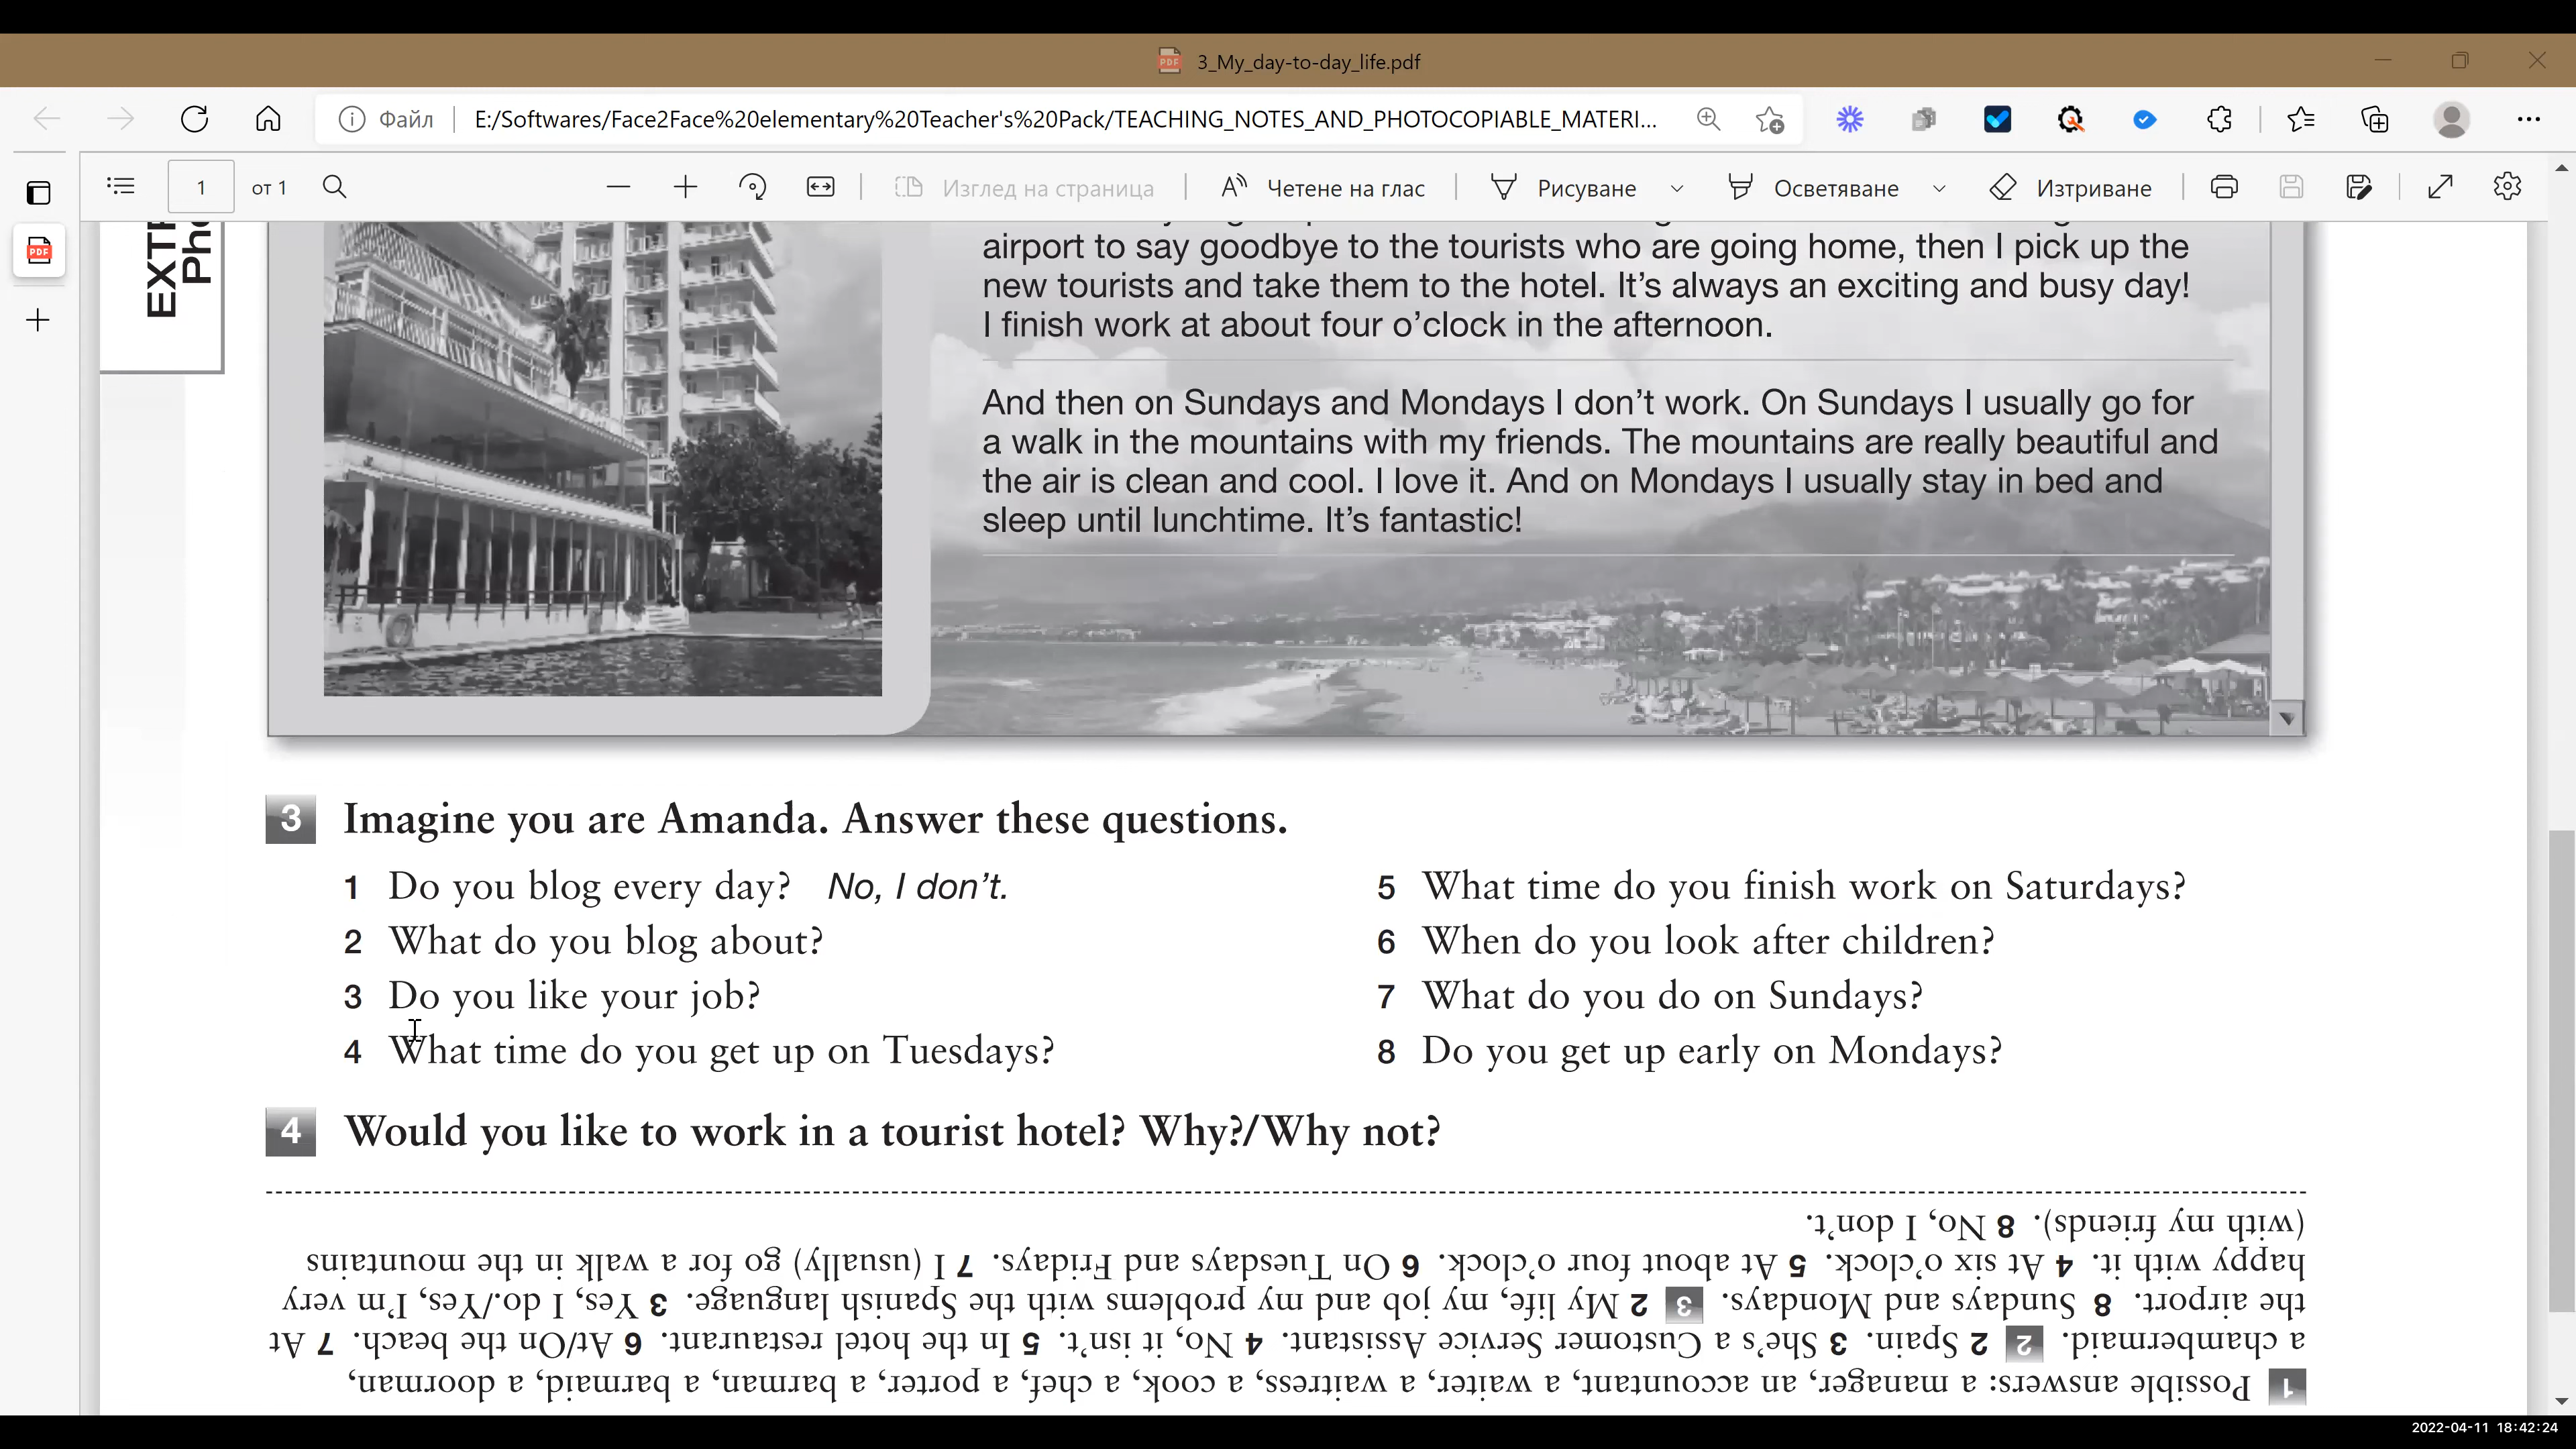 3_My_day-to-day_life.pdf
Файл
E:/Softwares/Face2Face%20elementary%20Teacher's%20Pack/TEACHING_NOTES_AND_PHOTOCOPIABLE_MATERI...
1
от 1
Изглед на страница
Четене на глас
Рисуване
Осветяване
Изтриване
airport to say goodbye to the tourists who are going home, then I pick up the
new tourists and take them to the hotel. It's always an exciting and busy day!
I finish work at about four o'clock in the afternoon.
And then on Sundays and Mondays I don't work. On Sundays I usually go for
a walk in the mountains with my friends. The mountains are really beautiful and
the air is clean and cool. I love it. And on Mondays I usually stay in bed and
sleep until lunchtime. It's fantastic!
3 Imagine you are Amanda. Answer these questions.
1 Do you blog every day? No, I don't.
2 What do you blog about?
3 Do you like your job?
4 What time do you get up on Tuesdays?
5 What time do you finish work on Saturdays?
6 When do you look after children?
7 What do you do on Sundays?
8 Do you get up early on Mondays?
4 Would you like to work in a tourist hotel? Why?/Why not?
1 Possible answers: a manager, an accountant, a waiter, a waitress, a cook, a chef, a porter, a barman, a barmaid, a doorman,
a chambermaid. 2 2 Spain. 3 She's a Customer Service Assistant. 4 No, it isn't. 5 In the hotel restaurant. 6 At/On the beach. 7 At
the airport. 8 Sundays and Mondays. 3 2 My life, my job and my problems with the Spanish language. 3 Yes, I do./Yes, I'm very
happy with it. 4 At six o'clock. 5 At about four o'clock. 6 On Tuesdays and Fridays. 7 I (usually) go for a walk in the mountains
(with my friends). 8 No, I don't.
2022-04-11 18:42:24